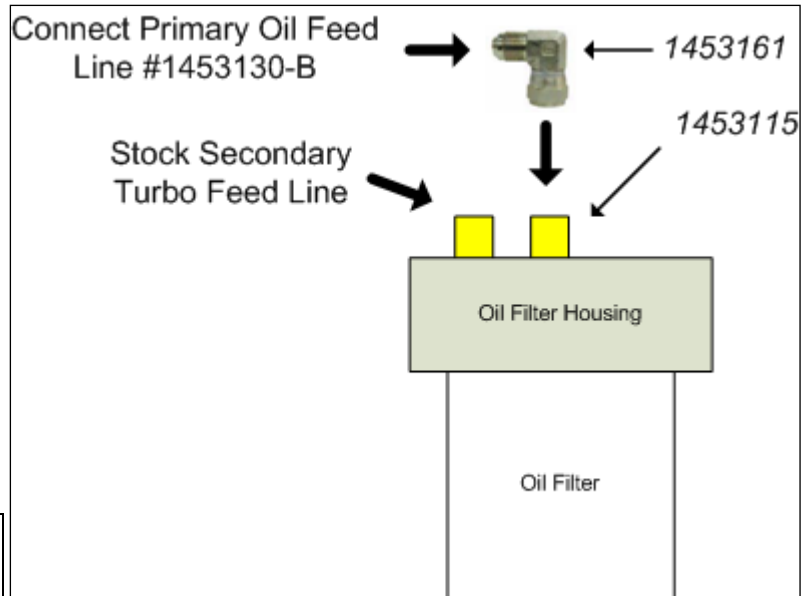 Connect Primary Oil Feed
Line #1453130-B
1453161
1453115
Stock Secondary
Turbo Feed Line
Oil Filter Housing
Oil Filter